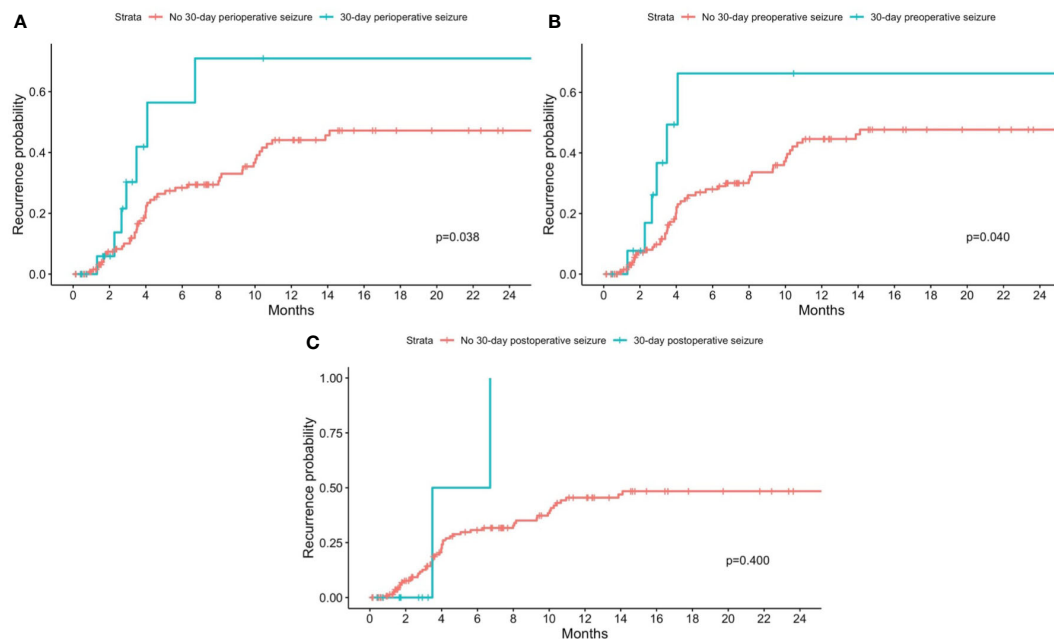 A
Strata No 30-day perioperative seizure 30-day perioperative seizure
Recurrence probability
0.6
0.4
0.2
0.0
p=0.038
0 2 4 6 8 10 12 14 16 18 20 22 24
Months
B
Strata No 30-day preoperative seizure 30-day preoperative seizure
Recurrence probability
0.6
0.4
0.2
0.0
p=0.040
0 2 4 6 8 10 12 14 16 18 20 22 24
Months
C
Strata No 30-day postoperative seizure 30-day postoperative seizure
Recurrence probability
1.00
0.75
0.50
0.25
0.00
p=0.400
0 2 4 6 8 10 12 14 16 18 20 22 24
Months